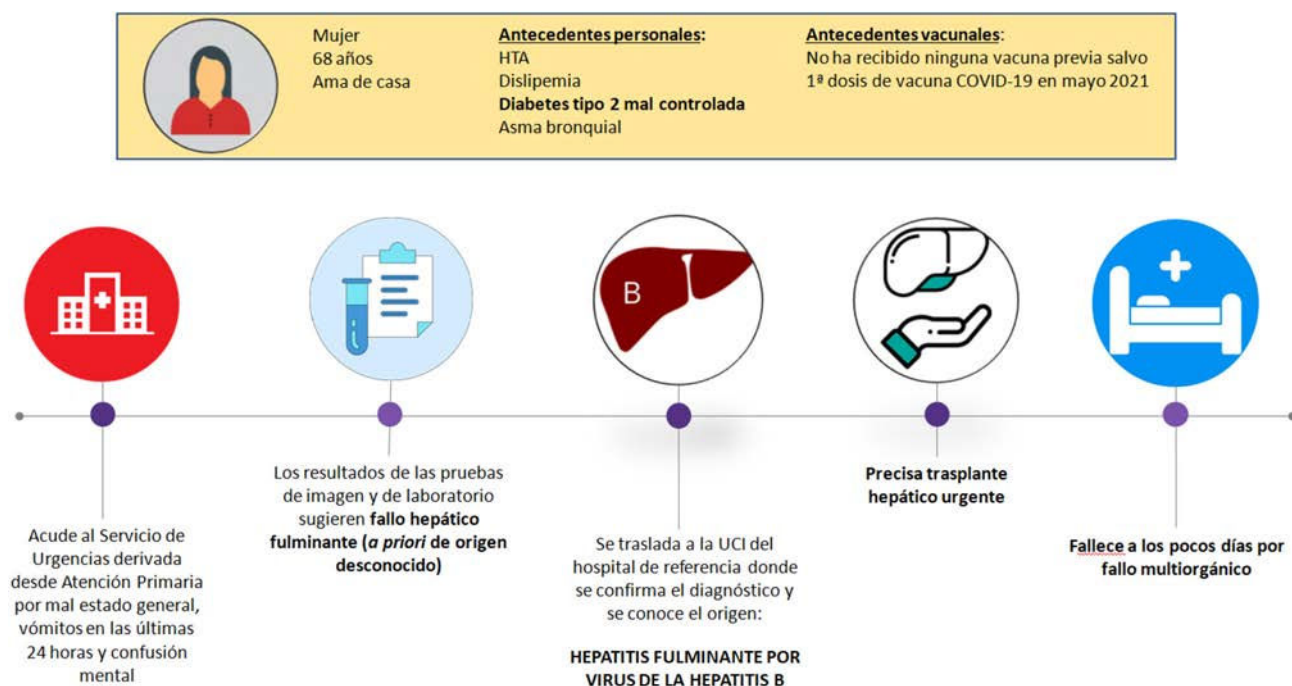 Mujer
68 años
Ama de casa
Antecedentes personales:
HTA
Dislipemia
Diabetes tipo 2 mal controlada
Asma bronquial
Antecedentes vacunales:
No ha recibido ninguna vacuna previa salvo
1ª dosis de vacuna COVID-19 en mayo 2021
B
Acude al Servicio de
Urgencias derivada
desde Atención Primaria
por mal estado general,
vómitos en las últimas
24 horas y confusión
mental
Los resultados de las pruebas
de imagen y de laboratorio
sugieren fallo hepático
fulminante (a priori de origen
desconocido)
Se traslada a la UCI del
hospital de referencia donde
se confirma el diagnóstico y
se conoce el origen:
HEPATITIS FULMINANTE POR
VIRUS DE LA HEPATITIS B
Precisa trasplante
hepático urgente
Fallece a los pocos días por
fallo multiorgánico